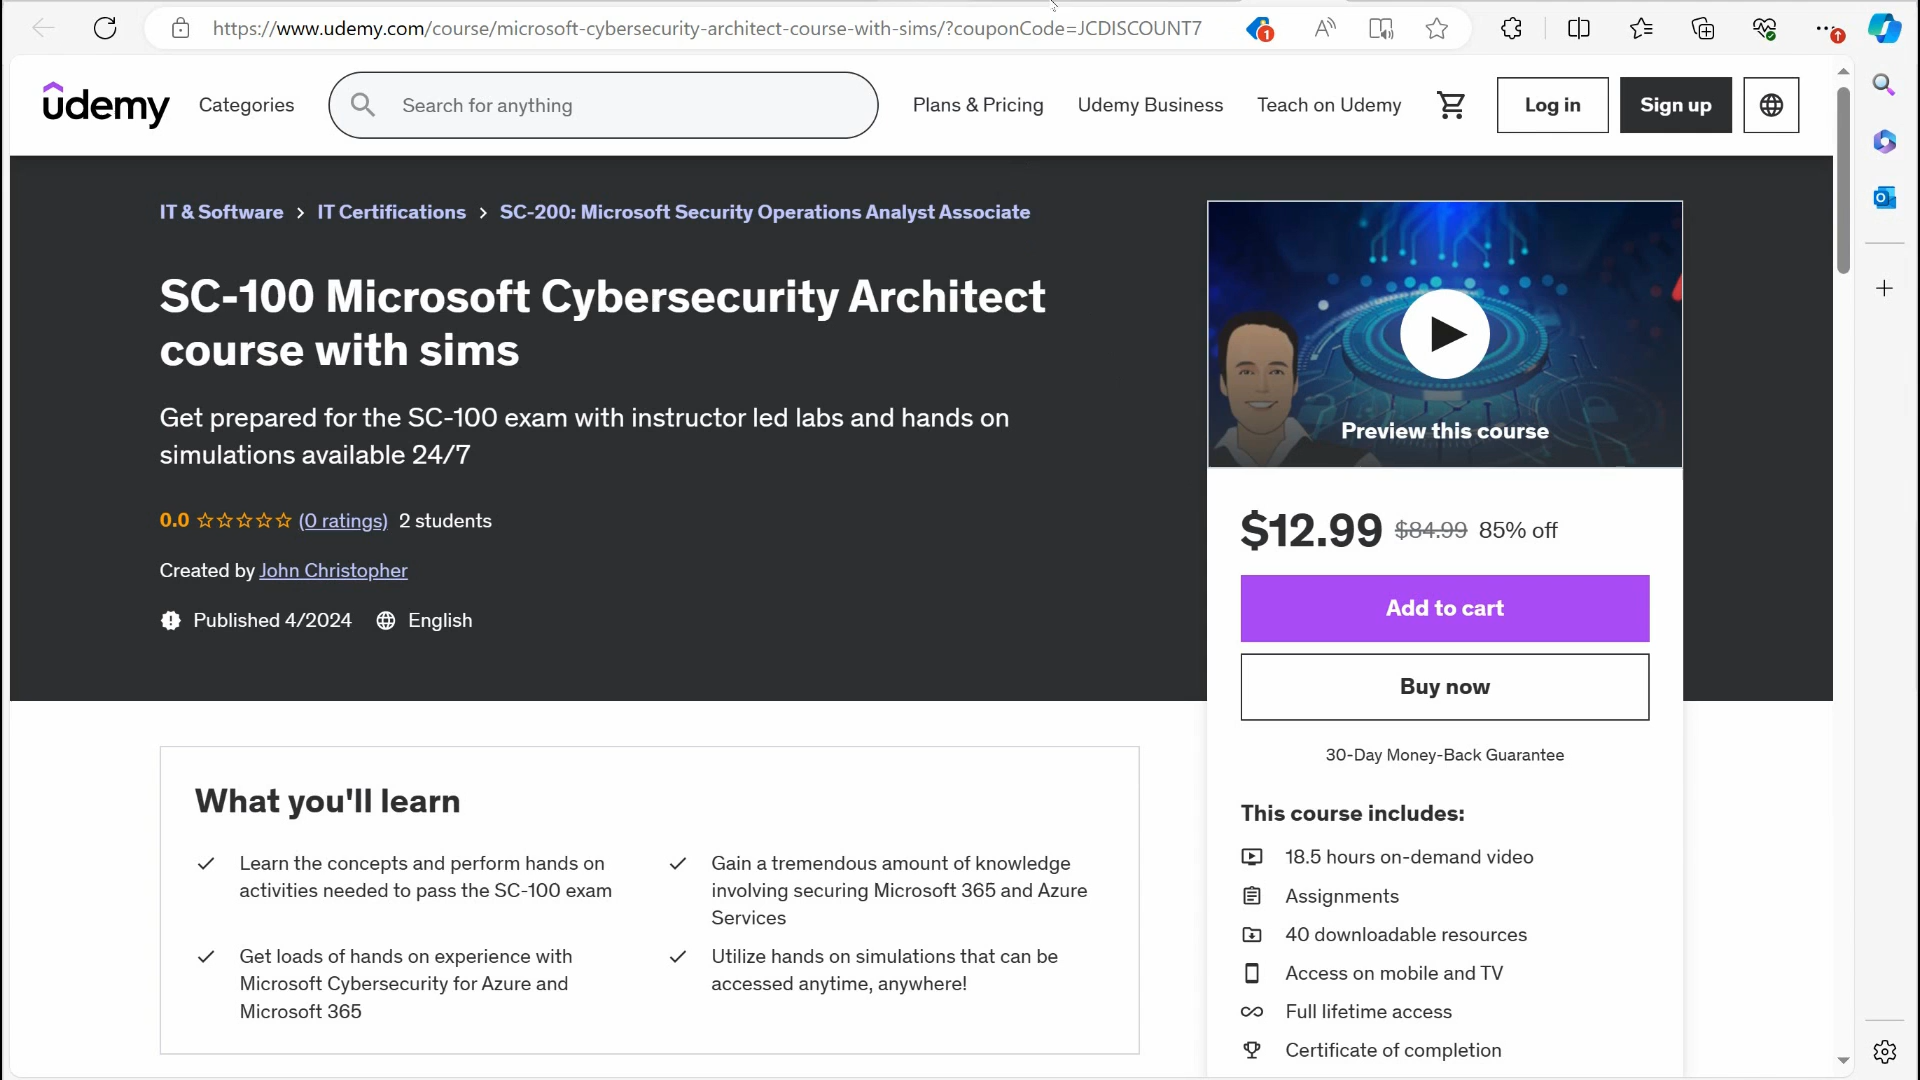 https://www.udemy.com/course/microsoft-cybersecurity-architect-course-with-sims/?couponCode=JCDISCOUNT7
1
A
udemy
Categories
Search for anything
Plans & Pricing
Udemy Business
Teach on Udemy
Log in
Sign up
IT & Software > IT Certifications > SC-200: Microsoft Security Operations Analyst Associate
SC-100 Microsoft Cybersecurity Architect
course with sims
Get prepared for the SC-100 exam with instructor led labs and hands on
simulations available 24/7
0.0 (0 ratings) 2 students
Created by John Christopher
Published 4/2024 English
Preview this course
$12.99 $84.99 85% off
Add to cart
Buy now
30-Day Money-Back Guarantee
This course includes:
18.5 hours on-demand video
Assignments
40 downloadable resources
Access on mobile and TV
Full lifetime access
Certificate of completion
What you'll learn
Learn the concepts and perform hands on
activities needed to pass the SC-100 exam
Gain a tremendous amount of knowledge
involving securing Microsoft 365 and Azure
Services
Get loads of hands on experience with
Microsoft Cybersecurity for Azure and
Microsoft 365
Utilize hands on simulations that can be
accessed anytime, anywhere!